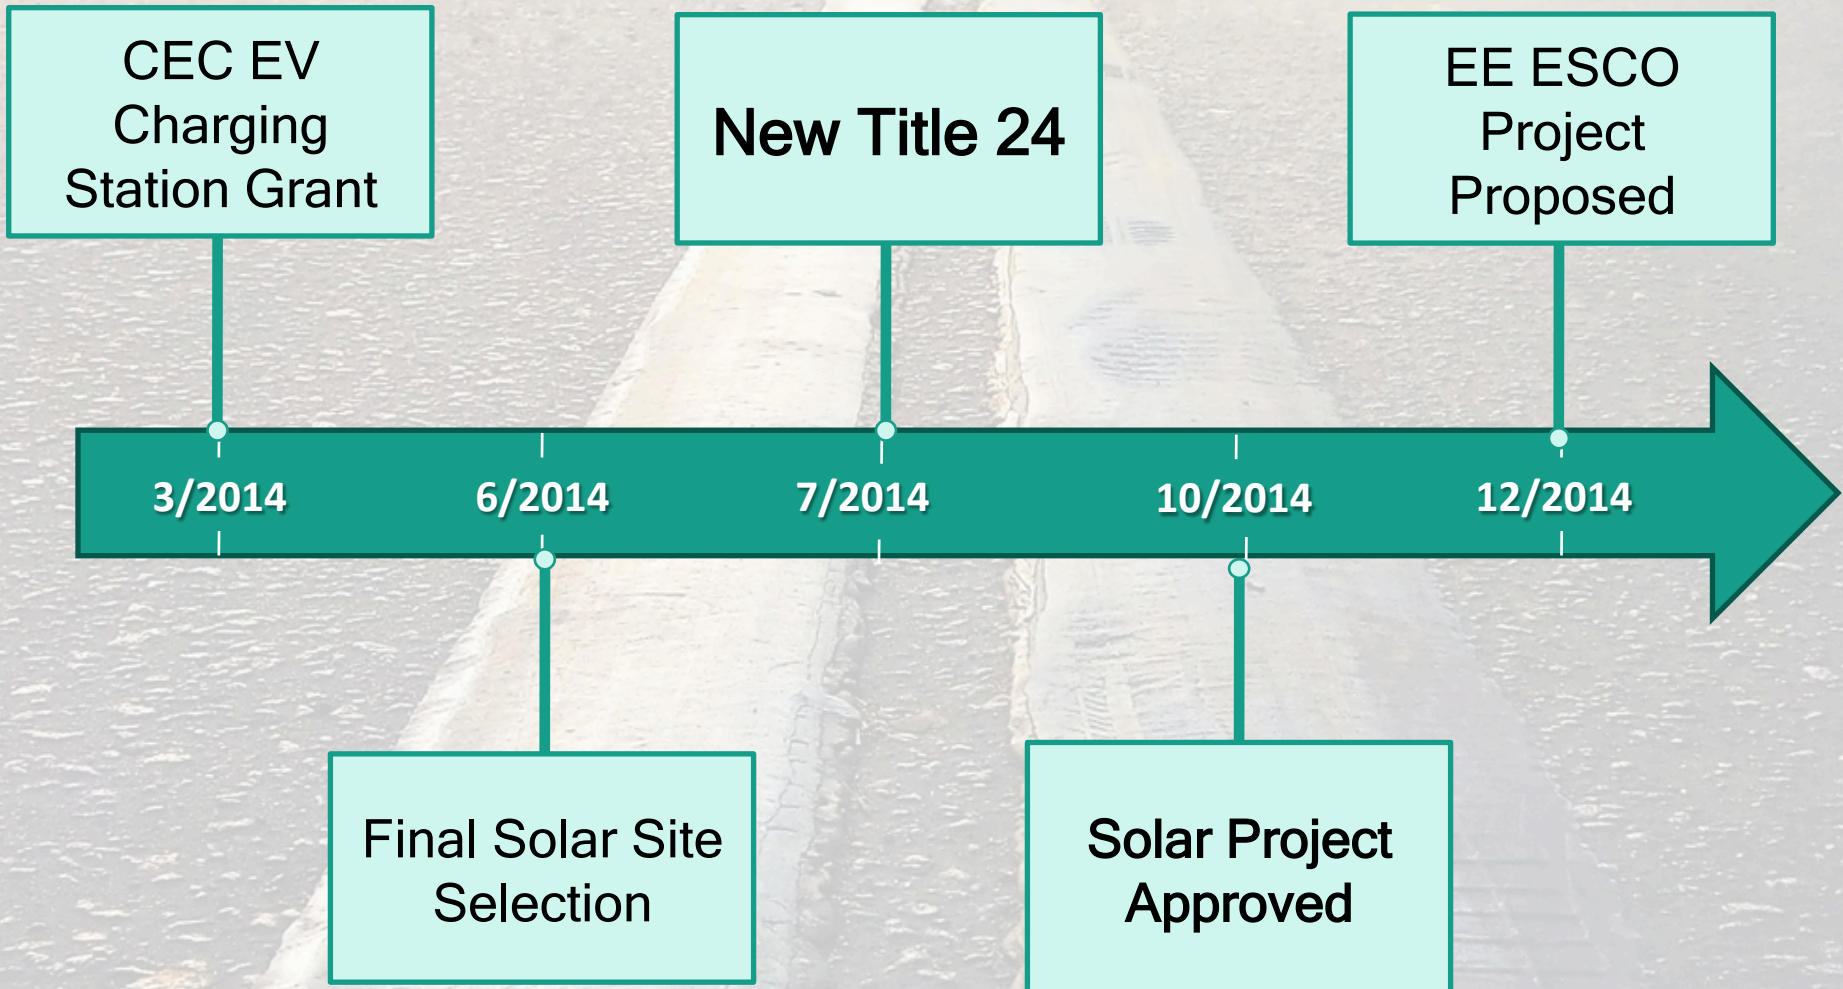 CEC EV
Charging
Station Grant
New Title 24
EE ESCO
Project
Proposed
3/2014
6/2014
7/2014
10/2014
12/2014
Final Solar Site
Selection
Solar Project
Approved